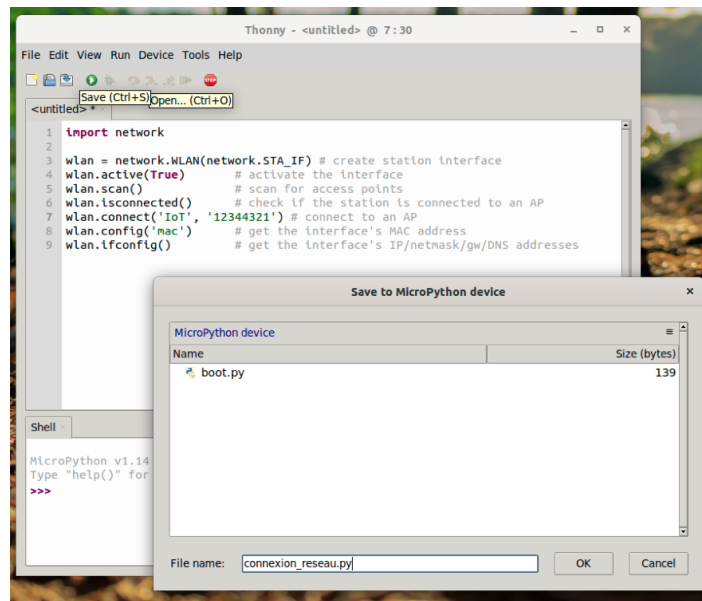 Thonny - <untitled> @ 7:30
File Edit View Run Device Tools Help
Save (Ctrl+S) Open... (Ctrl+O)
<untitled> *
1 import network
2
3 wlan = network.WLAN(network.STA_IF) # create station interface
4 wlan.active(True) # activate the interface
5 wlan.scan() # scan for access points
6 wlan.isconnected() # check if the station is connected to an AP
7 wlan.connect('IoT', '12344321') # connect to an AP
8 wlan.config('mac') # get the interface's MAC address
9 wlan.ifconfig() # get the interface's IP/netmask/gw/DNS addresses
Save to MicroPython device
MicroPython device
Name Size (bytes)
boot.py 139
File name: connexion_reseau.py OK Cancel
Shell
MicroPython v1.14
Type "help()" for
>>>